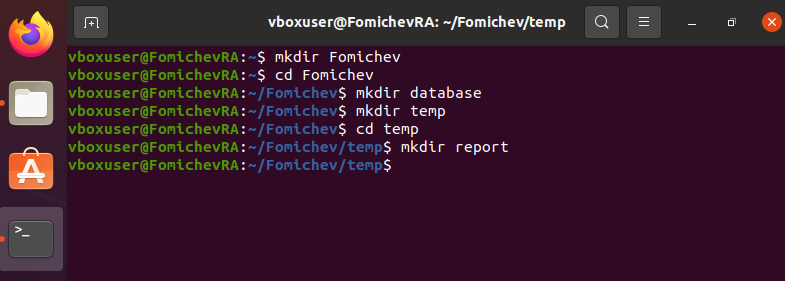 vboxuser@FomichevRA: ~/Fomichev/temp
vboxuser@FomichevRA:~$ mkdir Fomichev
vboxuser@FomichevRA:~$ cd Fomichev
vboxuser@FomichevRA:~/Fomichev$ mkdir database
vboxuser@FomichevRA:~/Fomichev$ mkdir temp
vboxuser@FomichevRA:~/Fomichev$ cd temp
vboxuser@FomichevRA:~/Fomichev/temp$ mkdir report
vboxuser@FomichevRA:~/Fomichev/temp$